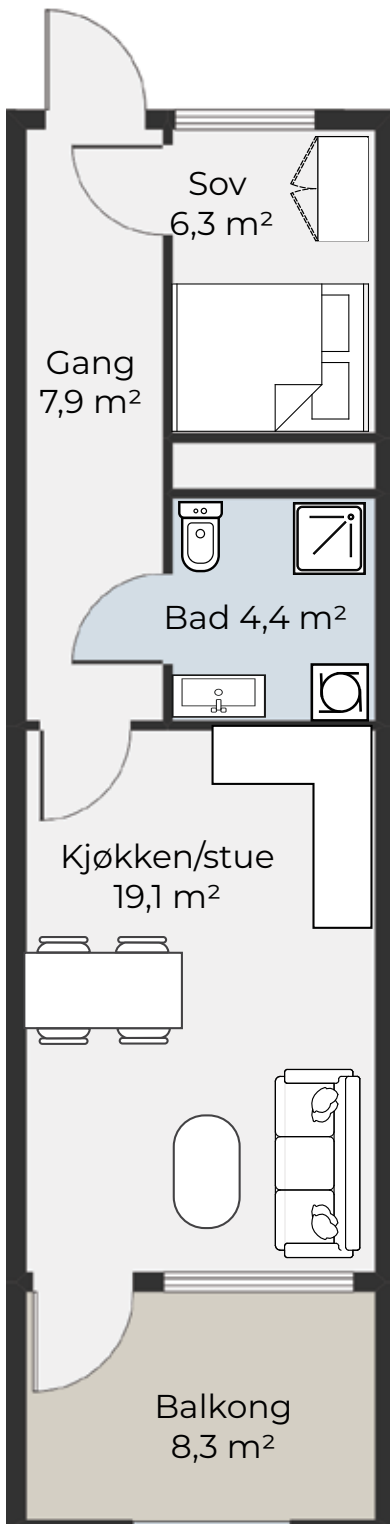 Sov
6,3 m²
Gang
7,9 m²
Bad 4,4 m²
Kjøkken/stue
19,1 m²
Balkong
8,3 m²